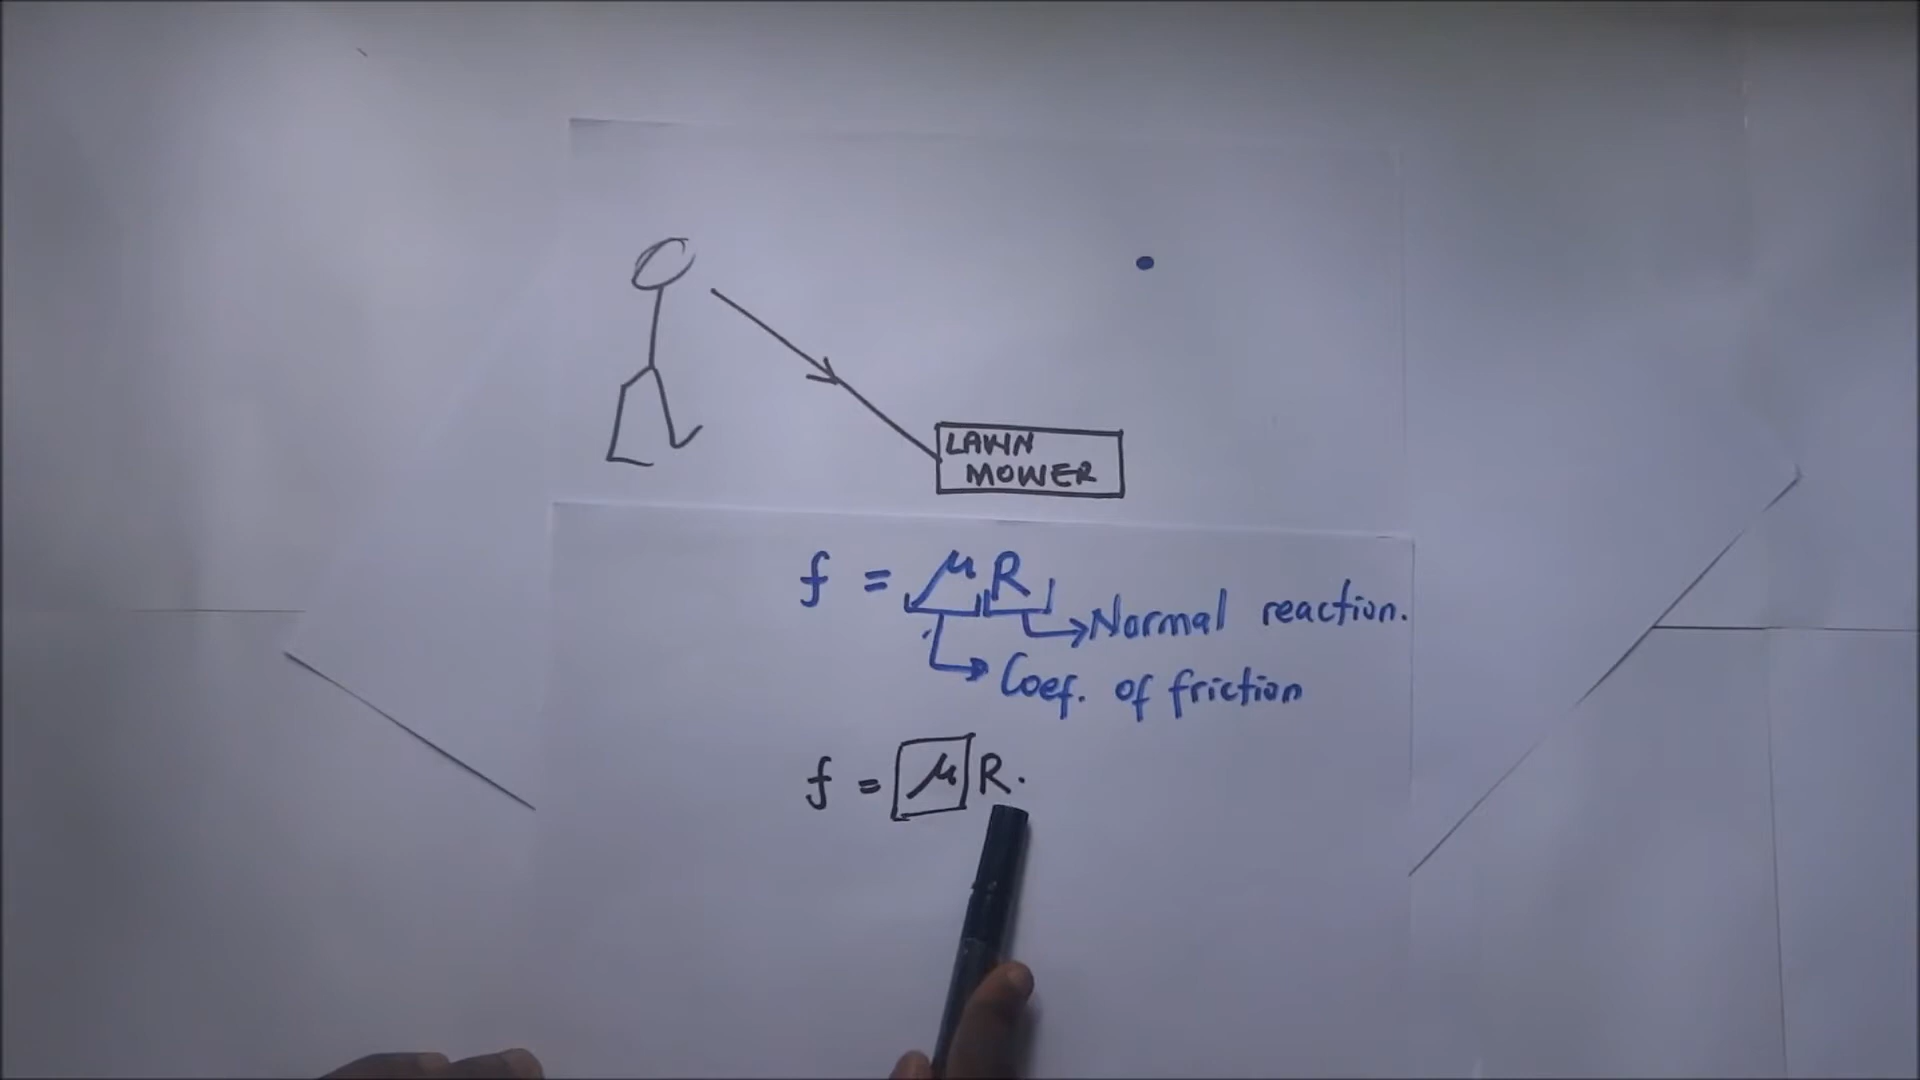 LAWN
MOWER
f = μR
Normal reaction.
Coef. of friction
f = μR.